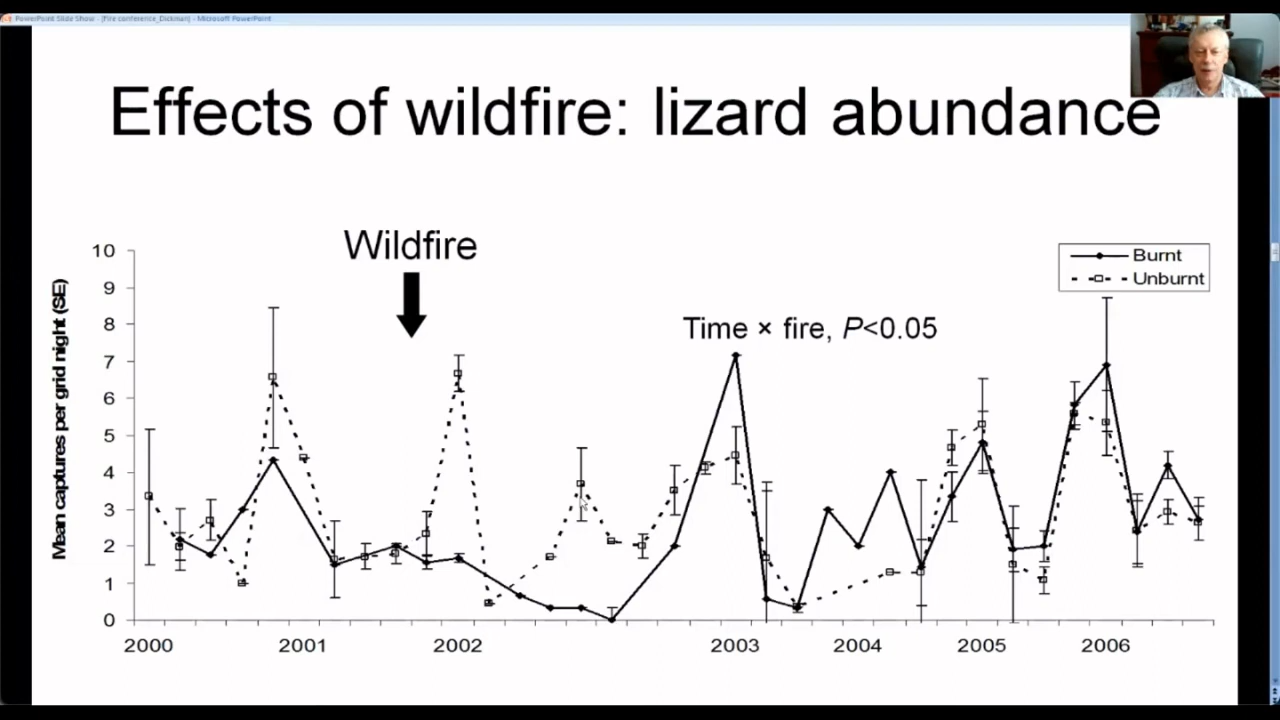 PowerPoint Slide Show - [Fire conference_Dickman] - Microsoft PowerPoint
Effects of wildfire: lizard abundance
Wildfire
Burnt
Unburnt
Time × fire, P<0.05
Mean captures per grid night (SE)
10
9
8
7
6
5
4
3
2
1
0
2000 2001 2002 2003 2004 2005 2006